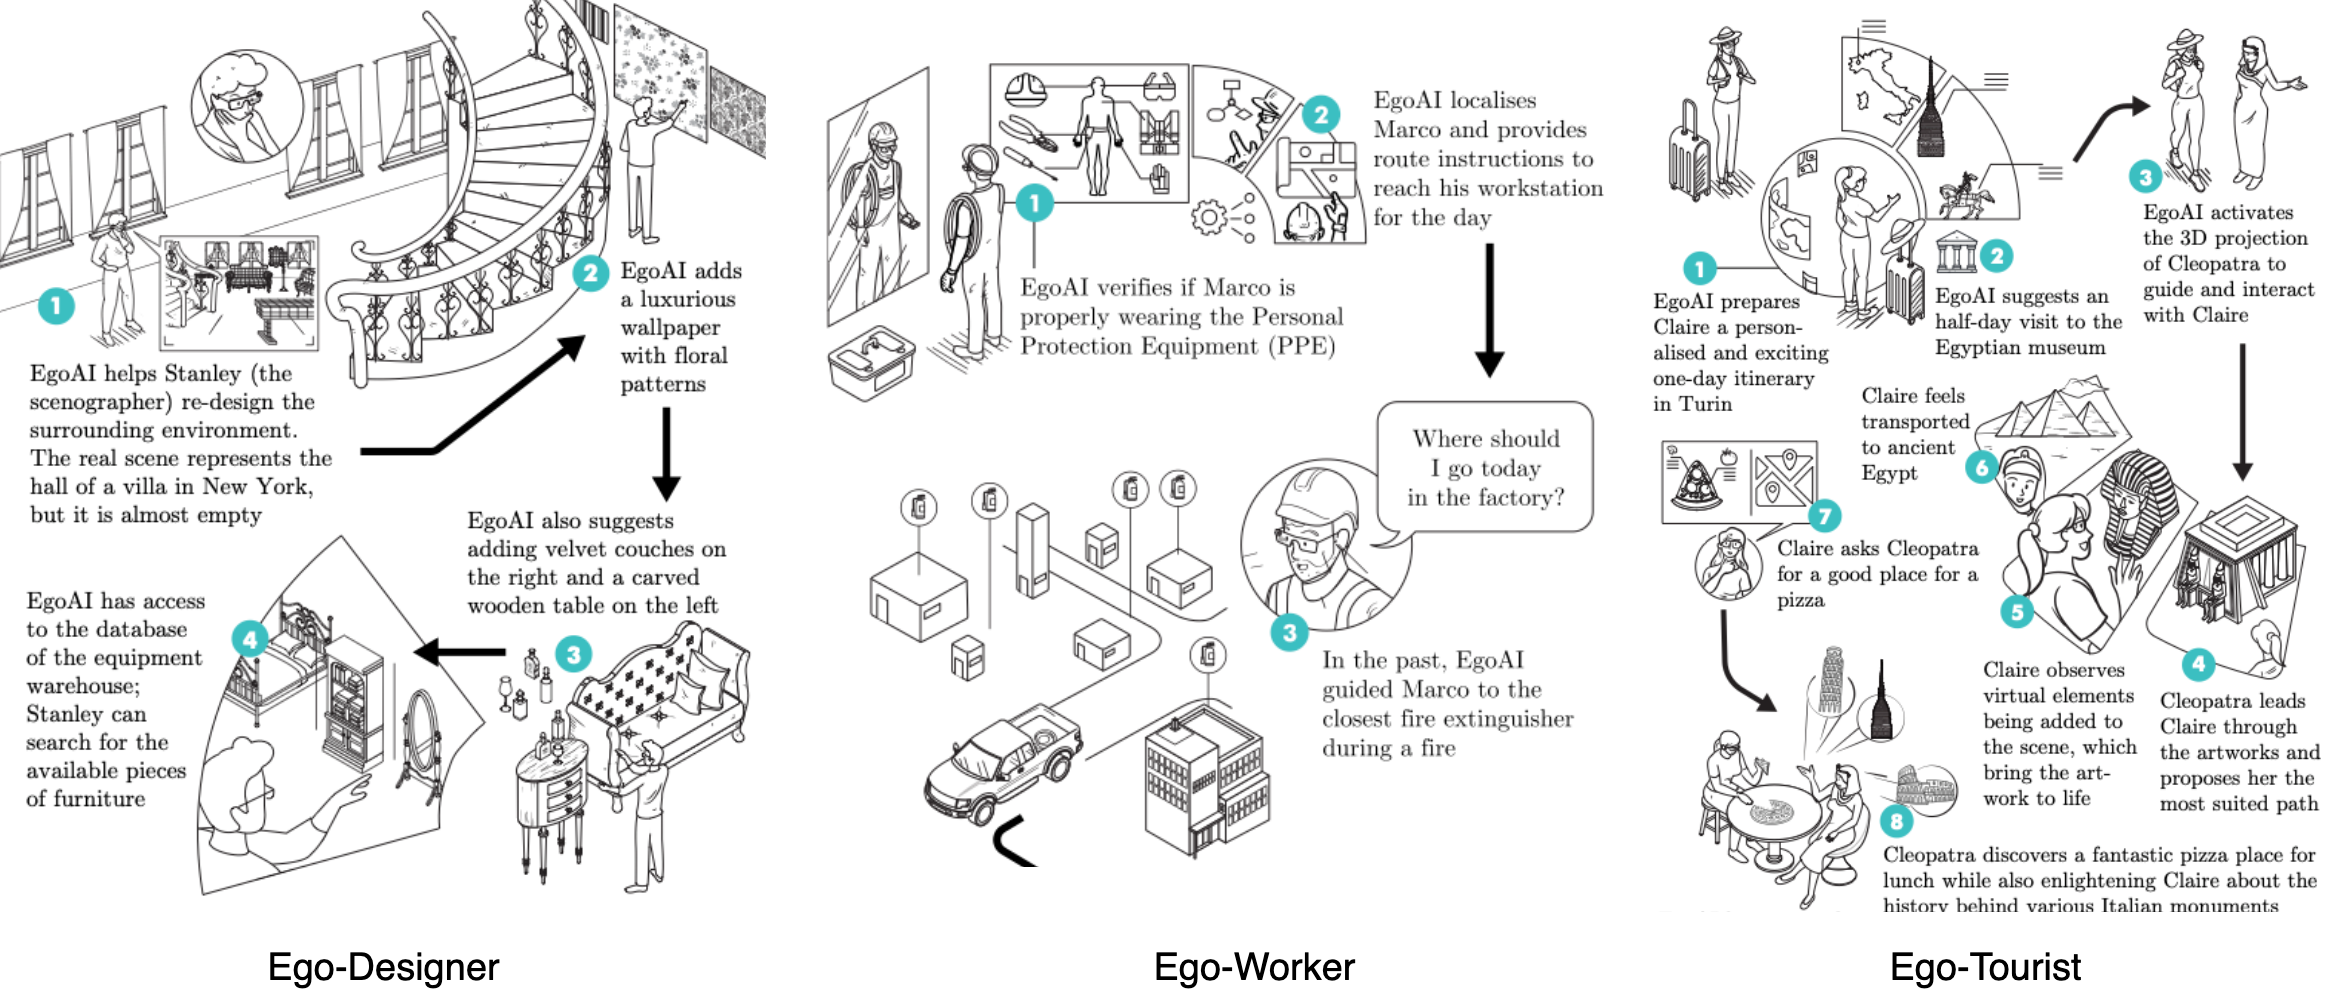 1
EgoAI helps Stanley (the
scenographer) re-design the
surrounding environment.
The real scene represents the
hall of a villa in New York,
but it is almost empty
2
EgoAI adds
a luxurious
wallpaper
with floral
patterns
EgoAI also suggests
adding velvet couches on
the right and a carved
wooden table on the left
3
4
EgoAI has access
to the database
of the equipment
warehouse;
Stanley can
search for the
available pieces
of furniture
Ego-Designer
1
EgoAI verifies if Marco is
properly wearing the Personal
Protection Equipment (PPE)
2
EgoAI localises
Marco and provides
route instructions to
reach his workstation
for the day
Where should
I go today
in the factory?
3
In the past, EgoAI
guided Marco to the
closest fire extinguisher
during a fire
Ego-Worker
1
EgoAI prepares
Claire a person-
alised and exciting
one-day itinerary
in Turin
2
EgoAI suggests an
half-day visit to the
Egyptian museum
3
EgoAI activates
the 3D projection
of Cleopatra to
guide and interact
with Claire
4
Cleopatra leads
Claire through
the artworks and
proposes her the
most suited path
5
Claire observes
virtual elements
being added to
the scene, which
bring the art-
work to life
Claire feels
transported
to ancient
Egypt
6
7
Claire asks Cleopatra
for a good place for a
pizza
8
Cleopatra discovers a fantastic pizza place for
lunch while also enlightening Claire about the
history behind various Italian monuments
Ego-Tourist